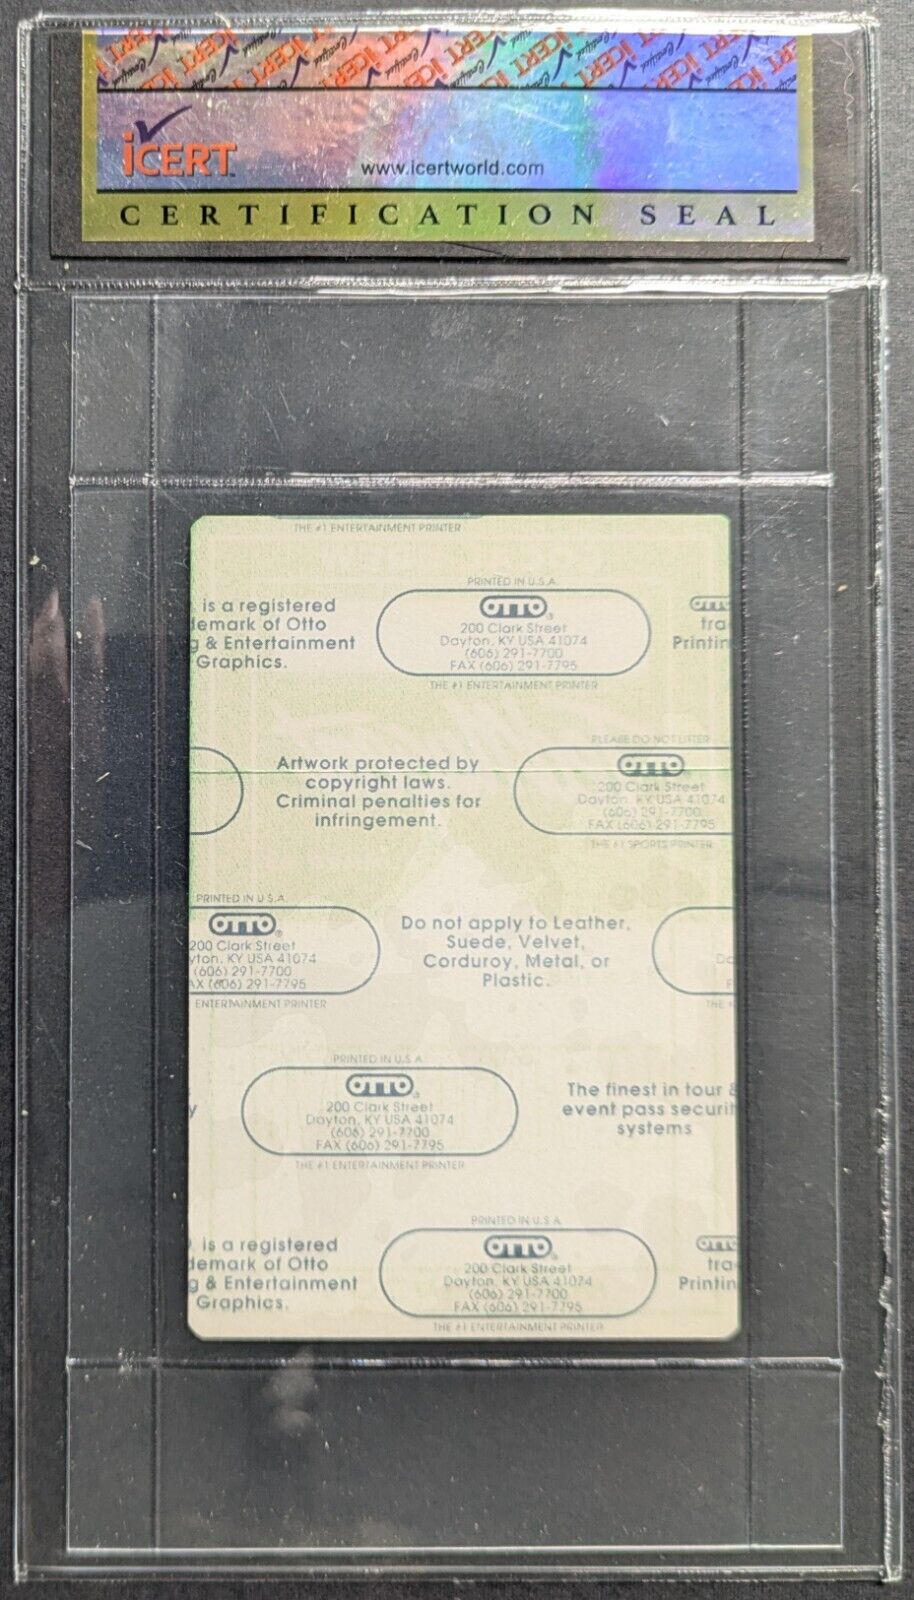 iCERT
www.icertworld.com
CERTIFICATION SEAL
THE #1 ENTERTAINMENT PRINTER
is a registered
demark of Otto
g & Entertainment
Graphics.
PRINTED IN U.S.A.
OTTO®
200 Clark Street
Dayton, KY USA 41074
(606) 291-7700
FAX (606) 291-7795
THE #1 ENTERTAINMENT PRINTER
tra
Printin
Artwork protected by
copyright laws.
Criminal penalties for
infringement.
PLEASE DO NOT LITTER
OTTO
200 Clark Street
Dayton, KY USA 41074
(606) 291-7700
FAX (606) 291-7795
THE #1 SPORTS PRINTER
PRINTED IN U.S.A.
OTTO®
200 Clark Street
yton, KY USA 41074
(606) 291-7700
AX (606) 291-7795
ENTERTAINMENT PRINTER
Do not apply to Leather,
Suede, Velvet,
Corduroy, Metal, or
Plastic.
Da
F
THE #
PRINTED IN U.S.A.
OTTO®
200 Clark Street
Dayton, KY USA 41074
(606) 291-7700
FAX (606) 291-7795
THE #1 ENTERTAINMENT PRINTER
The finest in tour &
event pass securit
systems
is a registered
demark of Otto
g & Entertainment
Graphics.
PRINTED IN U.S.A.
OTTO®
200 Clark Street
Dayton, KY USA 41074
(606) 291-7700
FAX (606) 291-7795
THE #1 ENTERTAINMENT PRINTER
tra
Printin